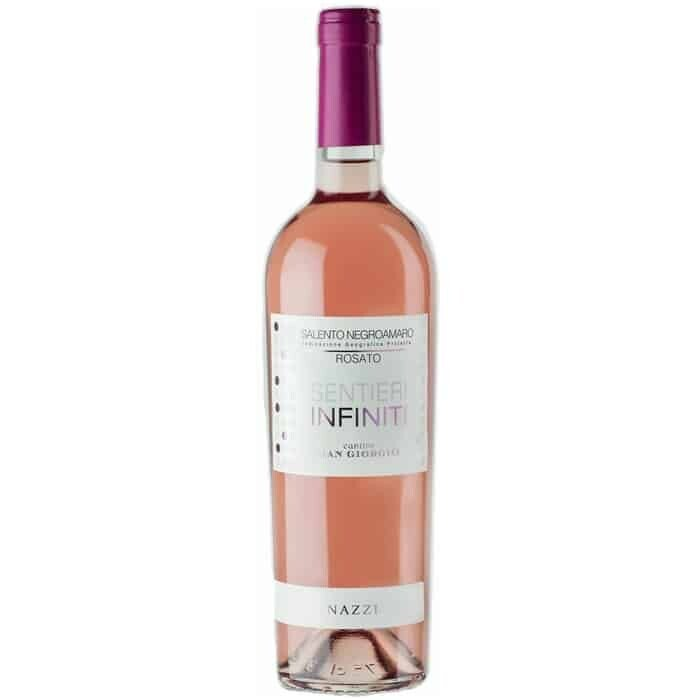 SALENTO NEGROAMARO
Indicazione Geografica Protetta
ROSATO
SENTIERI
INFINITI
cantine
SAN GIORGIO
NAZZI